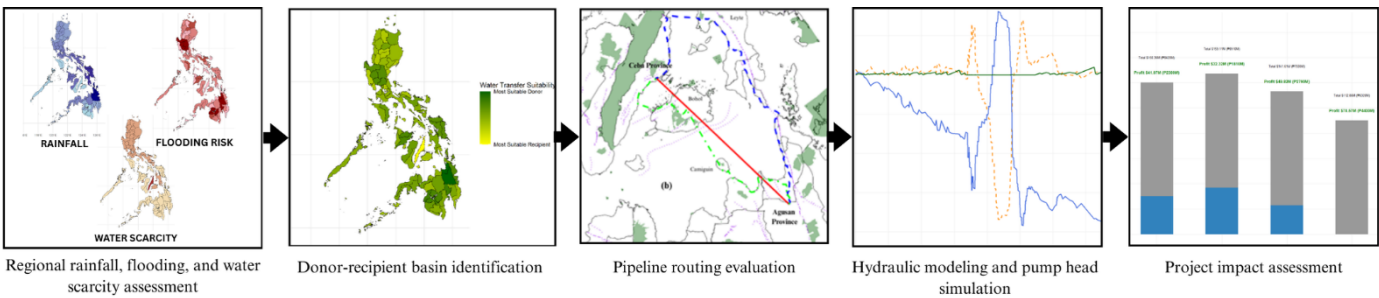 RAINFALL
FLOODING RISK
WATER SCARCITY
Water Transfer Suitability
Most Suitable Donor
Most Suitable Recipient
Leyte
Cebu Province
Bohol
Camiguin
(b)
Agusan
Province
Regional rainfall, flooding, and water
scarcity assessment
Donor-recipient basin identification
Pipeline routing evaluation
Hydraulic modeling and pump head
simulation
Project impact assessment